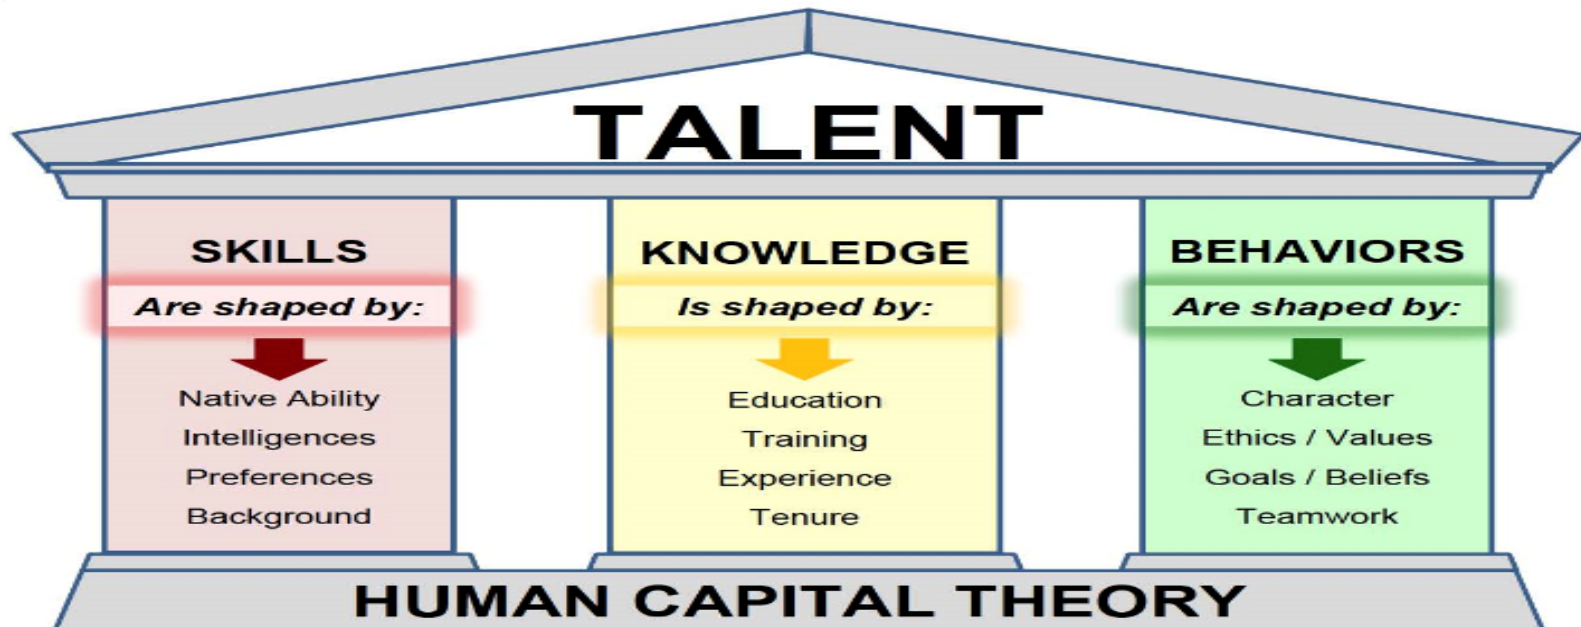 TALENT
SKILLS
Are shaped by:
Native Ability
Intelligences
Preferences
Background
KNOWLEDGE
Is shaped by:
Education
Training
Experience
Tenure
BEHAVIORS
Are shaped by:
Character
Ethics / Values
Goals / Beliefs
Teamwork
HUMAN CAPITAL THEORY